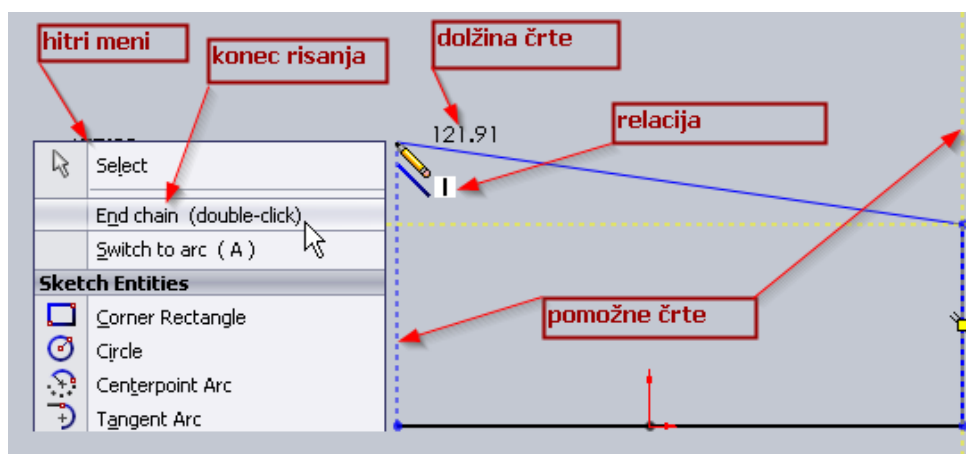 hitri meni
konec risanja
dolžina črte
121.91
relacija
Select
End chain (double-click)
Switch to arc ( A )
Sketch Entities
Corner Rectangle
pomožne črte
Circle
Centerpoint Arc
Tangent Arc